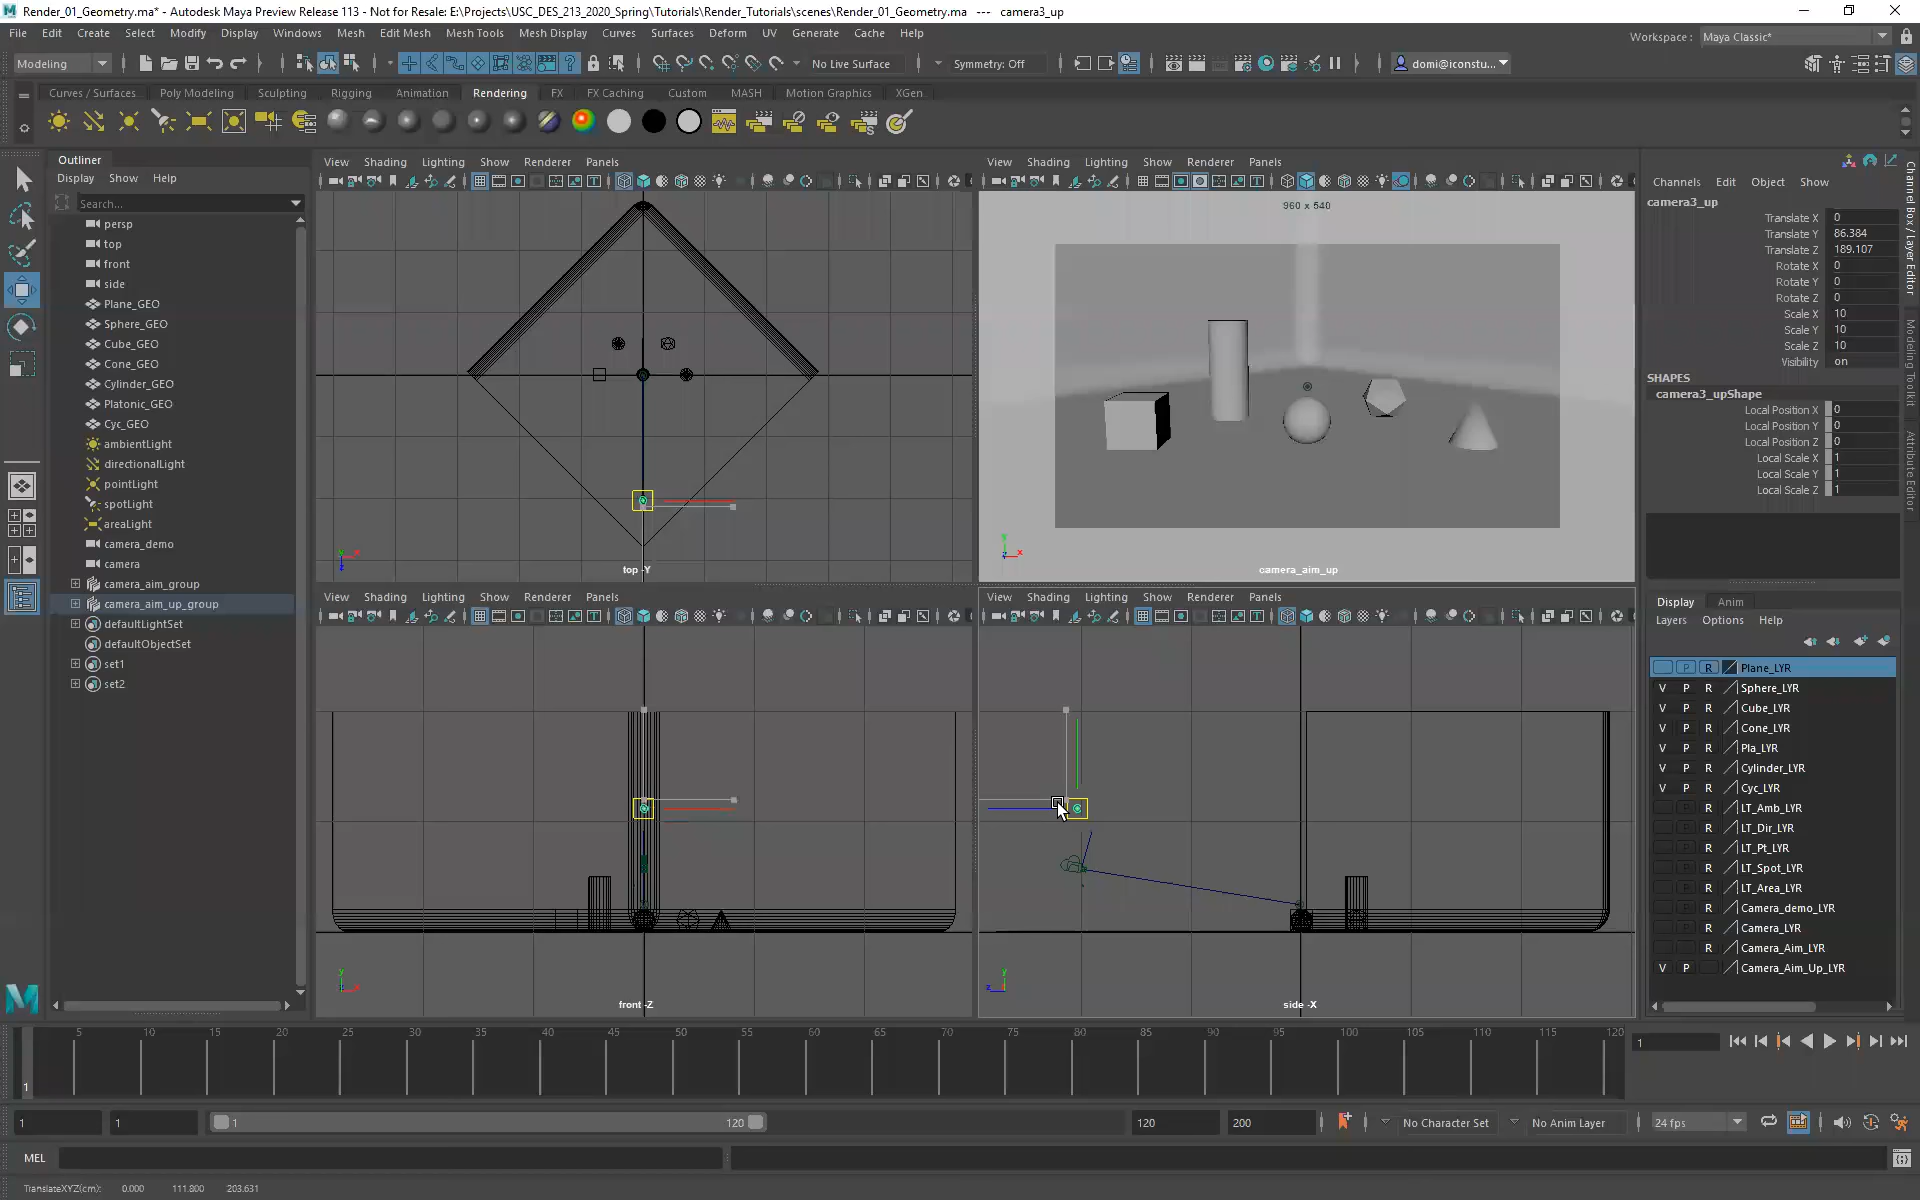 Render_01_Geometry.ma* - Autodesk Maya Preview Release 113 - Not for Resale: E:\Projects\USC_DES_213_2020_Spring\Tutorials\Render_Tutorials\scenes\Render_01_Geometry.ma --- camera3_up
File Edit Create Select Modify Display Windows Mesh Edit Mesh Mesh Tools Mesh Display Curves Surfaces Deform UV Generate Cache Help
Workspace : Maya Classic*
Modeling
No Live Surface
Symmetry: Off
domi@iconstu...
Curves / Surfaces Poly Modeling Sculpting Rigging Animation Rendering FX FX Caching Custom MASH Motion Graphics XGen
Outliner
Display Show Help
Search...
persp
top
front
side
Plane_GEO
Sphere_GEO
Cube_GEO
Cone_GEO
Cylinder_GEO
Platonic_GEO
Cyc_GEO
ambientLight
directionalLight
pointLight
spotLight
areaLight
camera_demo
camera
camera_aim_group
camera_aim_up_group
defaultLightSet
defaultObjectSet
set1
set2
View Shading Lighting Show Renderer Panels
top -Y
View Shading Lighting Show Renderer Panels
960 x 540
camera_aim_up
View Shading Lighting Show Renderer Panels
front -Z
View Shading Lighting Show Renderer Panels
side -X
Channels Edit Object Show
camera3_up
Translate X 0
Translate Y 86.384
Translate Z 189.107
Rotate X 0
Rotate Y 0
Rotate Z 0
Scale X 10
Scale Y 10
Scale Z 10
Visibility on
SHAPES
camera3_upShape
Local Position X 0
Local Position Y 0
Local Position Z 0
Local Scale X 1
Local Scale Y 1
Local Scale Z 1
Channel Box / Layer Editor
Modeling Toolkit
Attribute Editor
Display Anim
Layers Options Help
P R Plane_LYR
V P R Sphere_LYR
V P R Cube_LYR
V P R Cone_LYR
V P R Pla_LYR
V P R Cylinder_LYR
V P R Cyc_LYR
R LT_Amb_LYR
R LT_Dir_LYR
R LT_Pt_LYR
R LT_Spot_LYR
R LT_Area_LYR
R Camera_demo_LYR
R Camera_LYR
R Camera_Aim_LYR
V P Camera_Aim_Up_LYR
5 10 15 20 25 30 35 40 45 50 55 60 65 70 75 80 85 90 95 100 105 110 115 120
1
1
1 1 1 120 120 200 No Character Set No Anim Layer 24 fps
MEL
TranslateXYZ(cm): 0.000 111.800 203.631